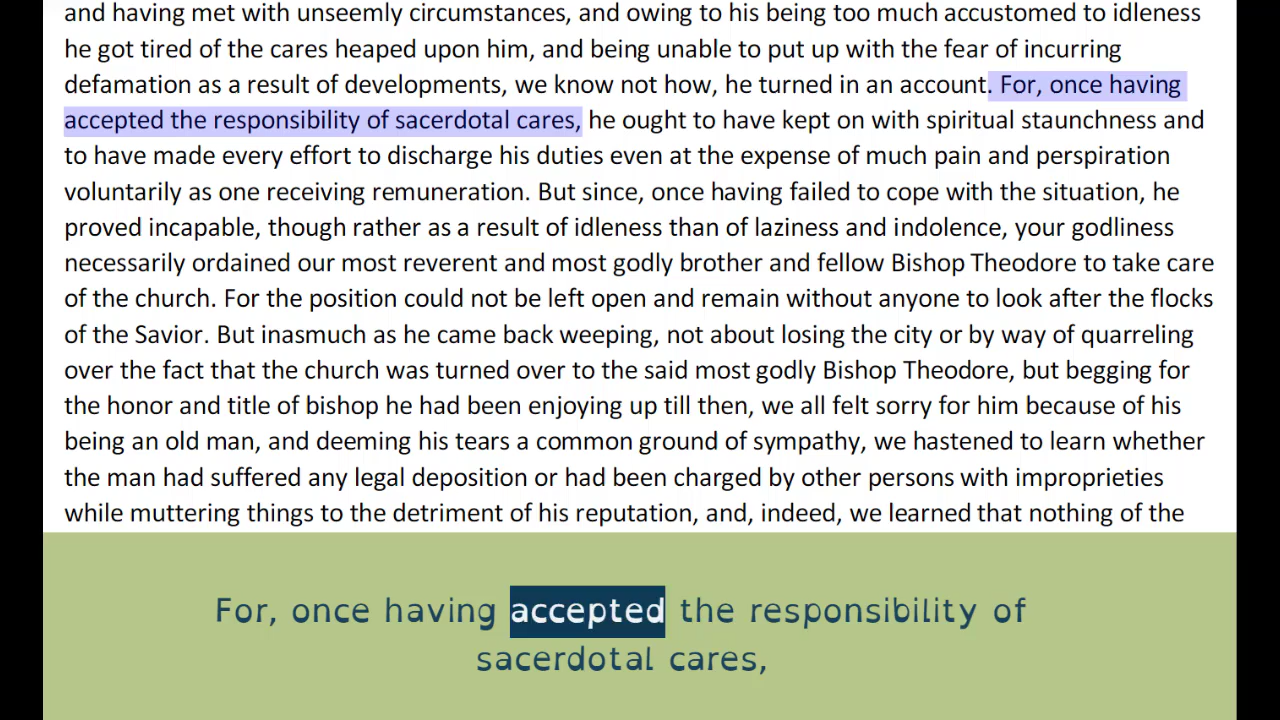 and having met with unseemly circumstances, and owing to his being too much accustomed to idleness
he got tired of the cares heaped upon him, and being unable to put up with the fear of incurring
defamation as a result of developments, we know not how, he turned in an account. For, once having
accepted the responsibility of sacerdotal cares, he ought to have kept on with spiritual staunchness and
to have made every effort to discharge his duties even at the expense of much pain and perspiration
voluntarily as one receiving remuneration. But since, once having failed to cope with the situation, he
proved incapable, though rather as a result of idleness than of laziness and indolence, your godliness
necessarily ordained our most reverent and most godly brother and fellow Bishop Theodore to take care
of the church. For the position could not be left open and remain without anyone to look after the flocks
of the Savior. But inasmuch as he came back weeping, not about losing the city or by way of quarreling
over the fact that the church was turned over to the said most godly Bishop Theodore, but begging for
the honor and title of bishop he had been enjoying up till then, we all felt sorry for him because of his
being an old man, and deeming his tears a common ground of sympathy, we hastened to learn whether
the man had suffered any legal deposition or had been charged by other persons with improprieties
while muttering things to the detriment of his reputation, and, indeed, we learned that nothing of the
For, once having accepted the responsibility of
sacerdotal cares,